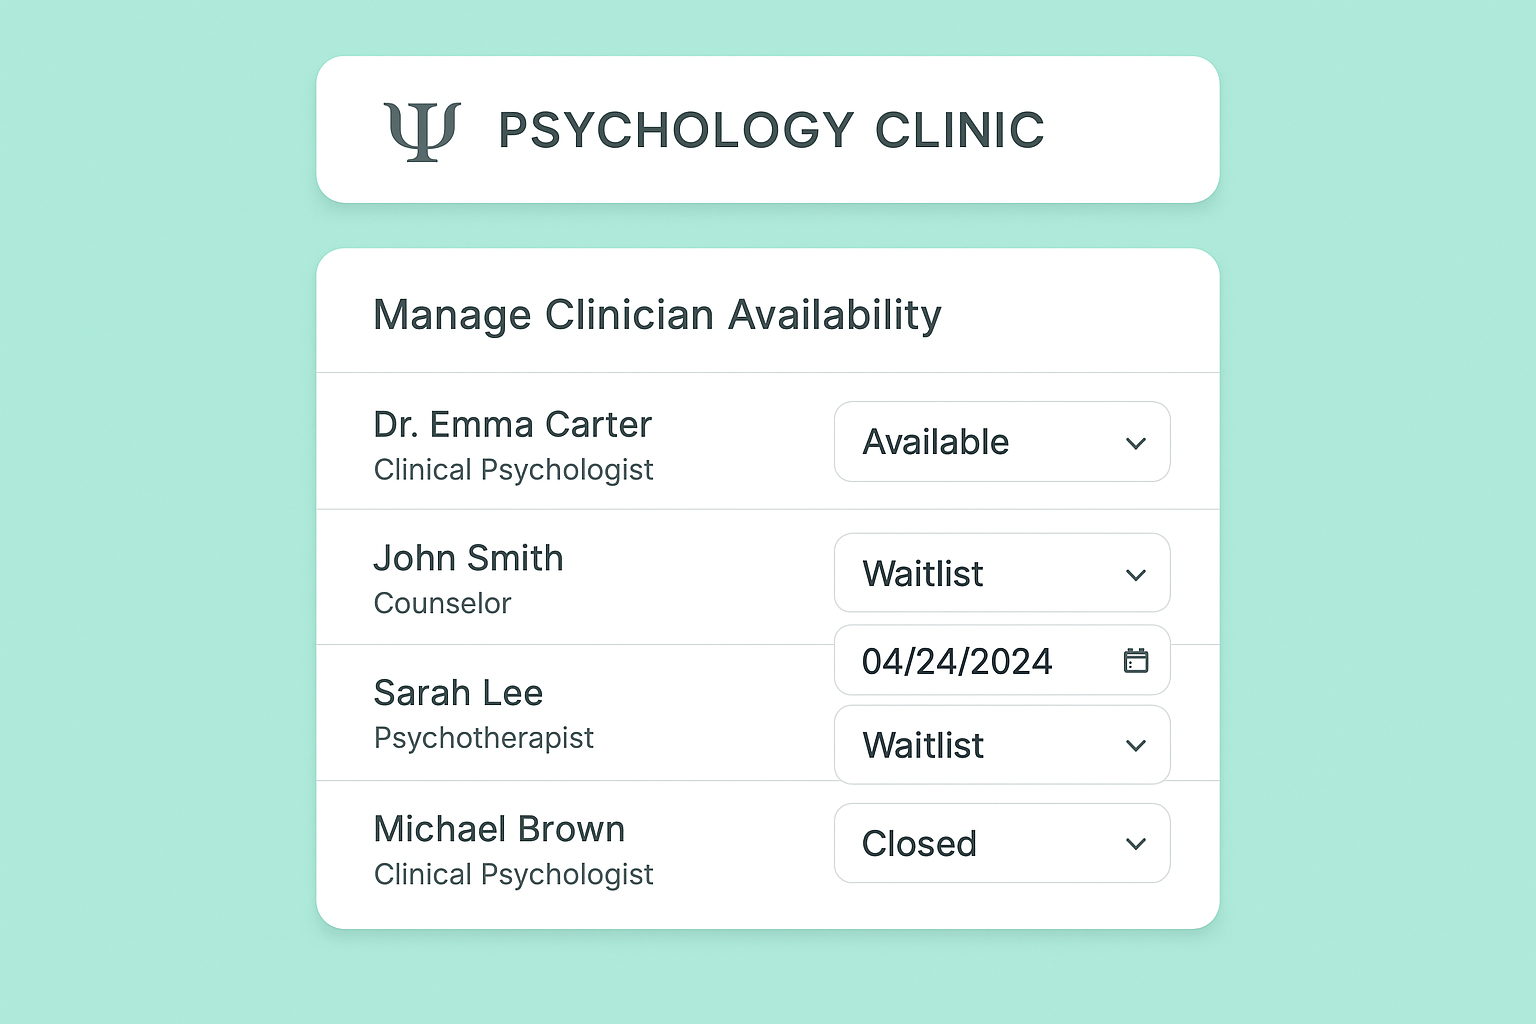 Ψ PSYCHOLOGY CLINIC
Manage Clinician Availability
Dr. Emma Carter
Clinical Psychologist
Available
John Smith
Counselor
Waitlist
04/24/2024
Sarah Lee
Psychotherapist
Waitlist
Michael Brown
Clinical Psychologist
Closed